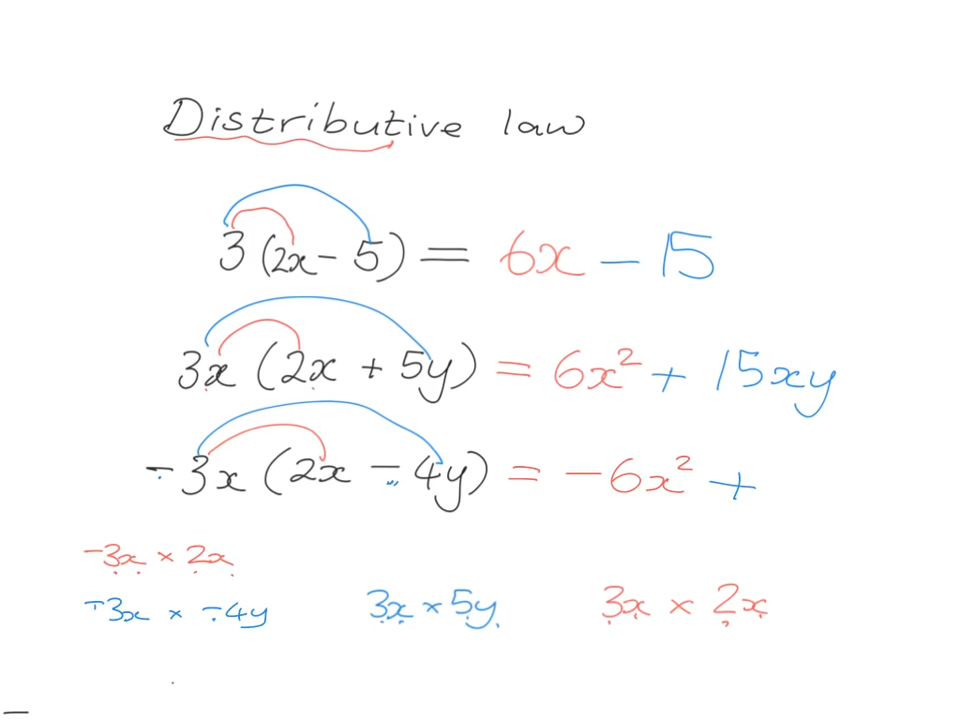 Distributive law
3 (2x - 5) = 6x - 15
3x (2x + 5y) = 6x² + 15xy
-3x (2x - 4y) = -6x² +
-3x × 2x
-3x × -4y 3x × 5y 3x × 2x